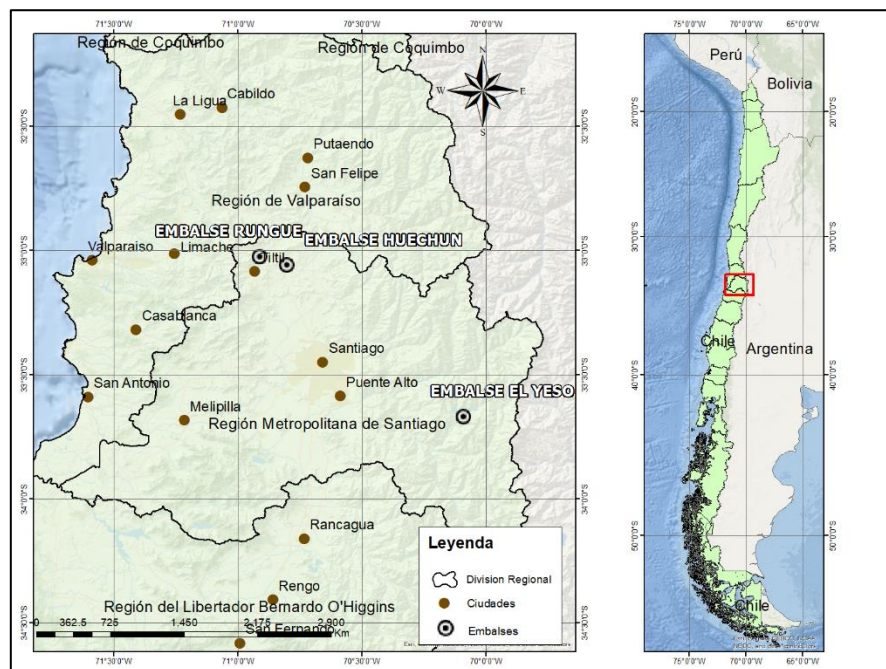 71°30'0"O
71°0'0"O
70°30'0"O
70°0'0"O
Región de Coquimbo
Región de Coquimbo
N
W
E
S
Cabildo
La Ligua
32°30'0"S
32°30'0"S
Putaendo
San Felipe
Región de Valparaíso
EMBALSE RUNGUE
EMBALSE HUECHUN
Valparaiso
Limache
Tiltil
33°0'0"S
33°0'0"S
Casablanca
Santiago
33°30'0"S
33°30'0"S
San Antonio
Puente Alto
EMBALSE EL YESO
Melipilla
Región Metropolitana de Santiago
34°0'0"S
34°0'0"S
Rancagua
Rengo
Región del Libertador Bernardo O'Higgins
0 362.5 725 1.450 2.175 2.900
Km
San Fernando
34°30'0"S
34°30'0"S
71°30'0"O
71°0'0"O
70°30'0"O
70°0'0"O
Leyenda
Division Regional
Ciudades
Embalses
75°0'0"O
70°0'0"O
65°0'0"O
Perú
Bolivia
20°0'0"S
20°0'0"S
30°0'0"S
30°0'0"S
Chile
Argentina
40°0'0"S
40°0'0"S
50°0'0"S
50°0'0"S
Chile
75°0'0"O
70°0'0"O
65°0'0"O